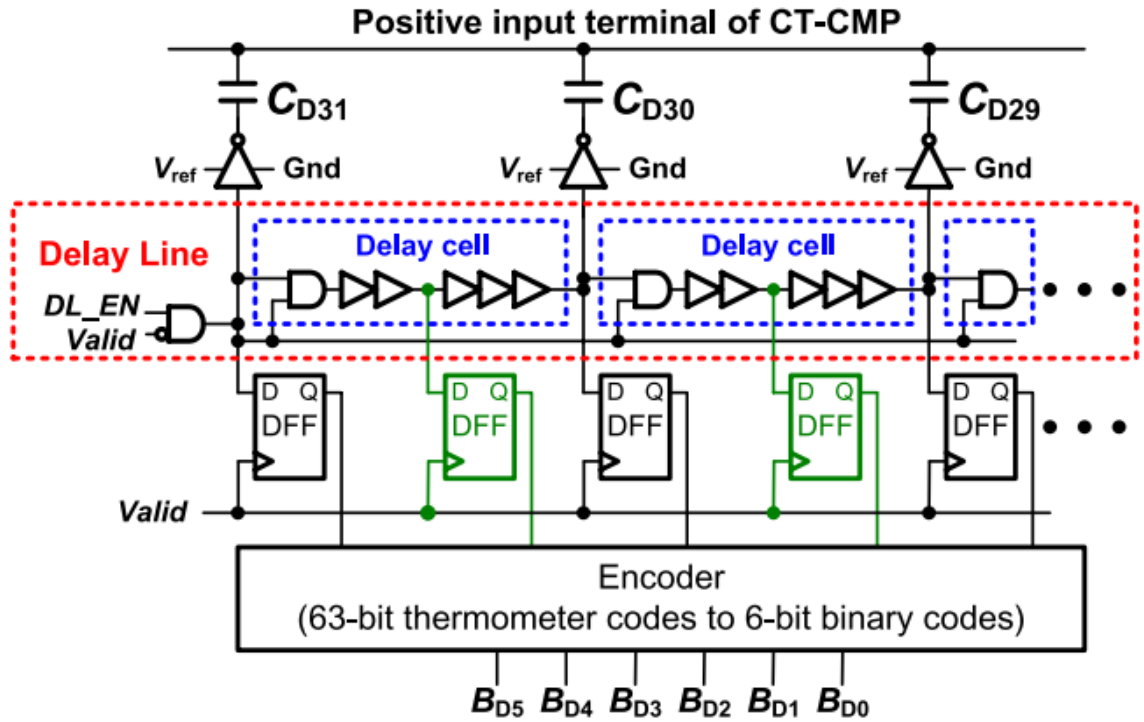 Positive input terminal of CT-CMP
CD31 CD30 CD29
Vref Gnd Vref Gnd Vref Gnd
Delay Line Delay cell Delay cell
DL_EN
Valid
D Q D Q D Q D Q D Q
DFF DFF DFF DFF DFF
Valid
Encoder
(63-bit thermometer codes to 6-bit binary codes)
BD5 BD4 BD3 BD2 BD1 BD0